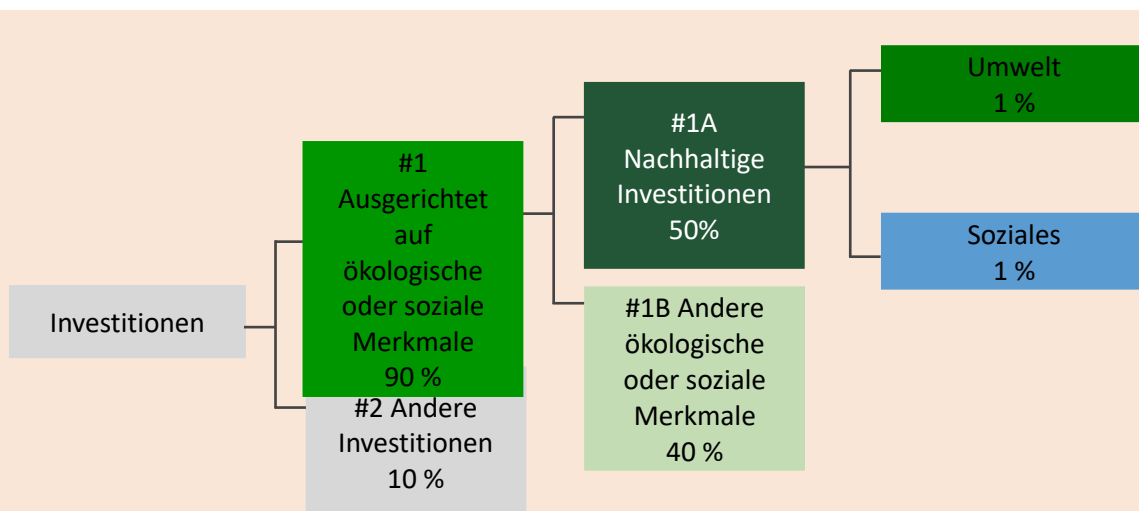 Investitionen
#1
Ausgerichtet
auf
ökologische
oder soziale
Merkmale
90 %
#2 Andere
Investitionen
10 %
#1A
Nachhaltige
Investitionen
50%
#1B Andere
ökologische
oder soziale
Merkmale
40 %
Umwelt
1 %
Soziales
1 %